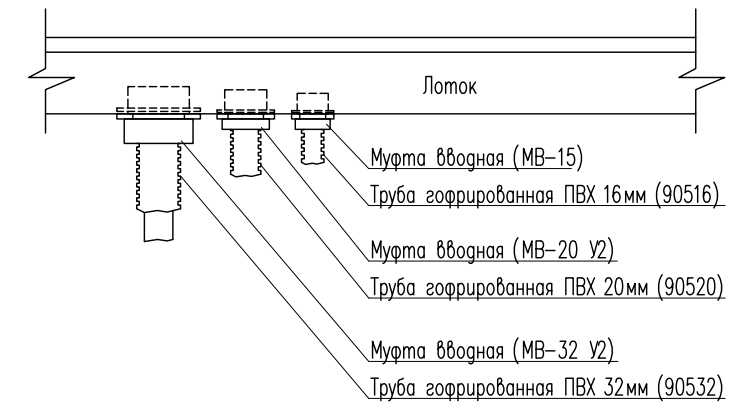 Лоток
Муфта вводная (МВ-15)
Труба гофрированная ПВХ 16мм (90516)
Муфта вводная (МВ-20 У2)
Труба гофрированная ПВХ 20мм (90520)
Муфта вводная (МВ-32 У2)
Труба гофрированная ПВХ 32мм (90532)